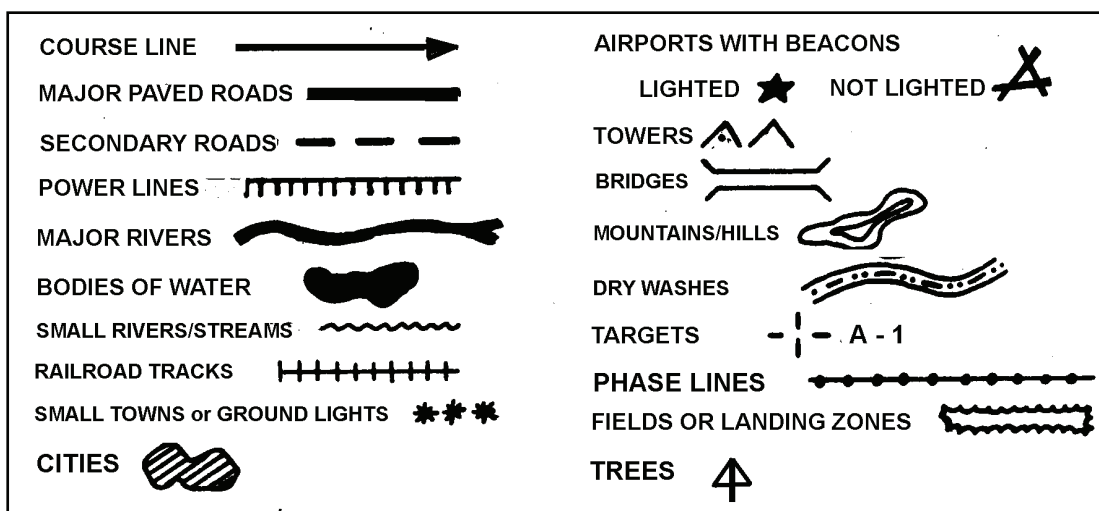 COURSE LINE
MAJOR PAVED ROADS
SECONDARY ROADS
POWER LINES
MAJOR RIVERS
BODIES OF WATER
SMALL RIVERS/STREAMS
RAILROAD TRACKS
SMALL TOWNS or GROUND LIGHTS
CITIES
AIRPORTS WITH BEACONS
LIGHTED NOT LIGHTED
TOWERS
BRIDGES
MOUNTAINS/HILLS
DRY WASHES
TARGETS A - 1
PHASE LINES
FIELDS OR LANDING ZONES
TREES